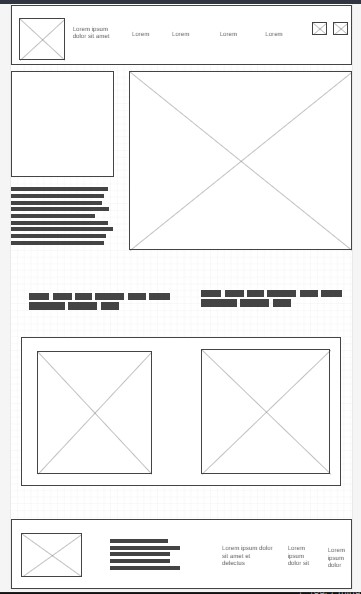 Lorem ipsum
dolor sit amet
Lorem
Lorem
Lorem
Lorem
Lorem ipsum dolor
sit amet si
delectus
Lorem
ipsum
dolor sit
Lorem
ipsum
dolor